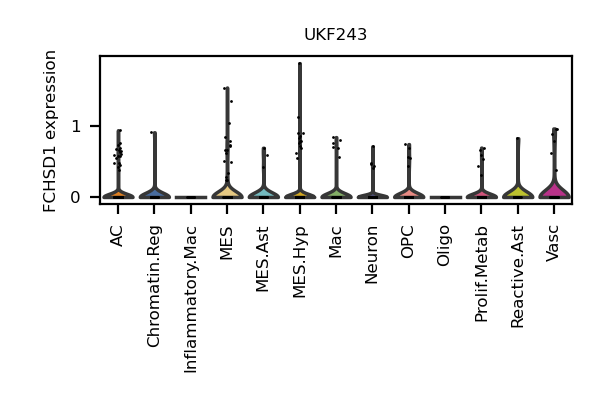 UKF243
FCHSD1 expression
1
0
AC
Chromatin.Reg
Inflammatory.Mac
MES
MES.Ast
MES.Hyp
Mac
Neuron
OPC
Oligo
Prolif.Metab
Reactive.Ast
Vasc